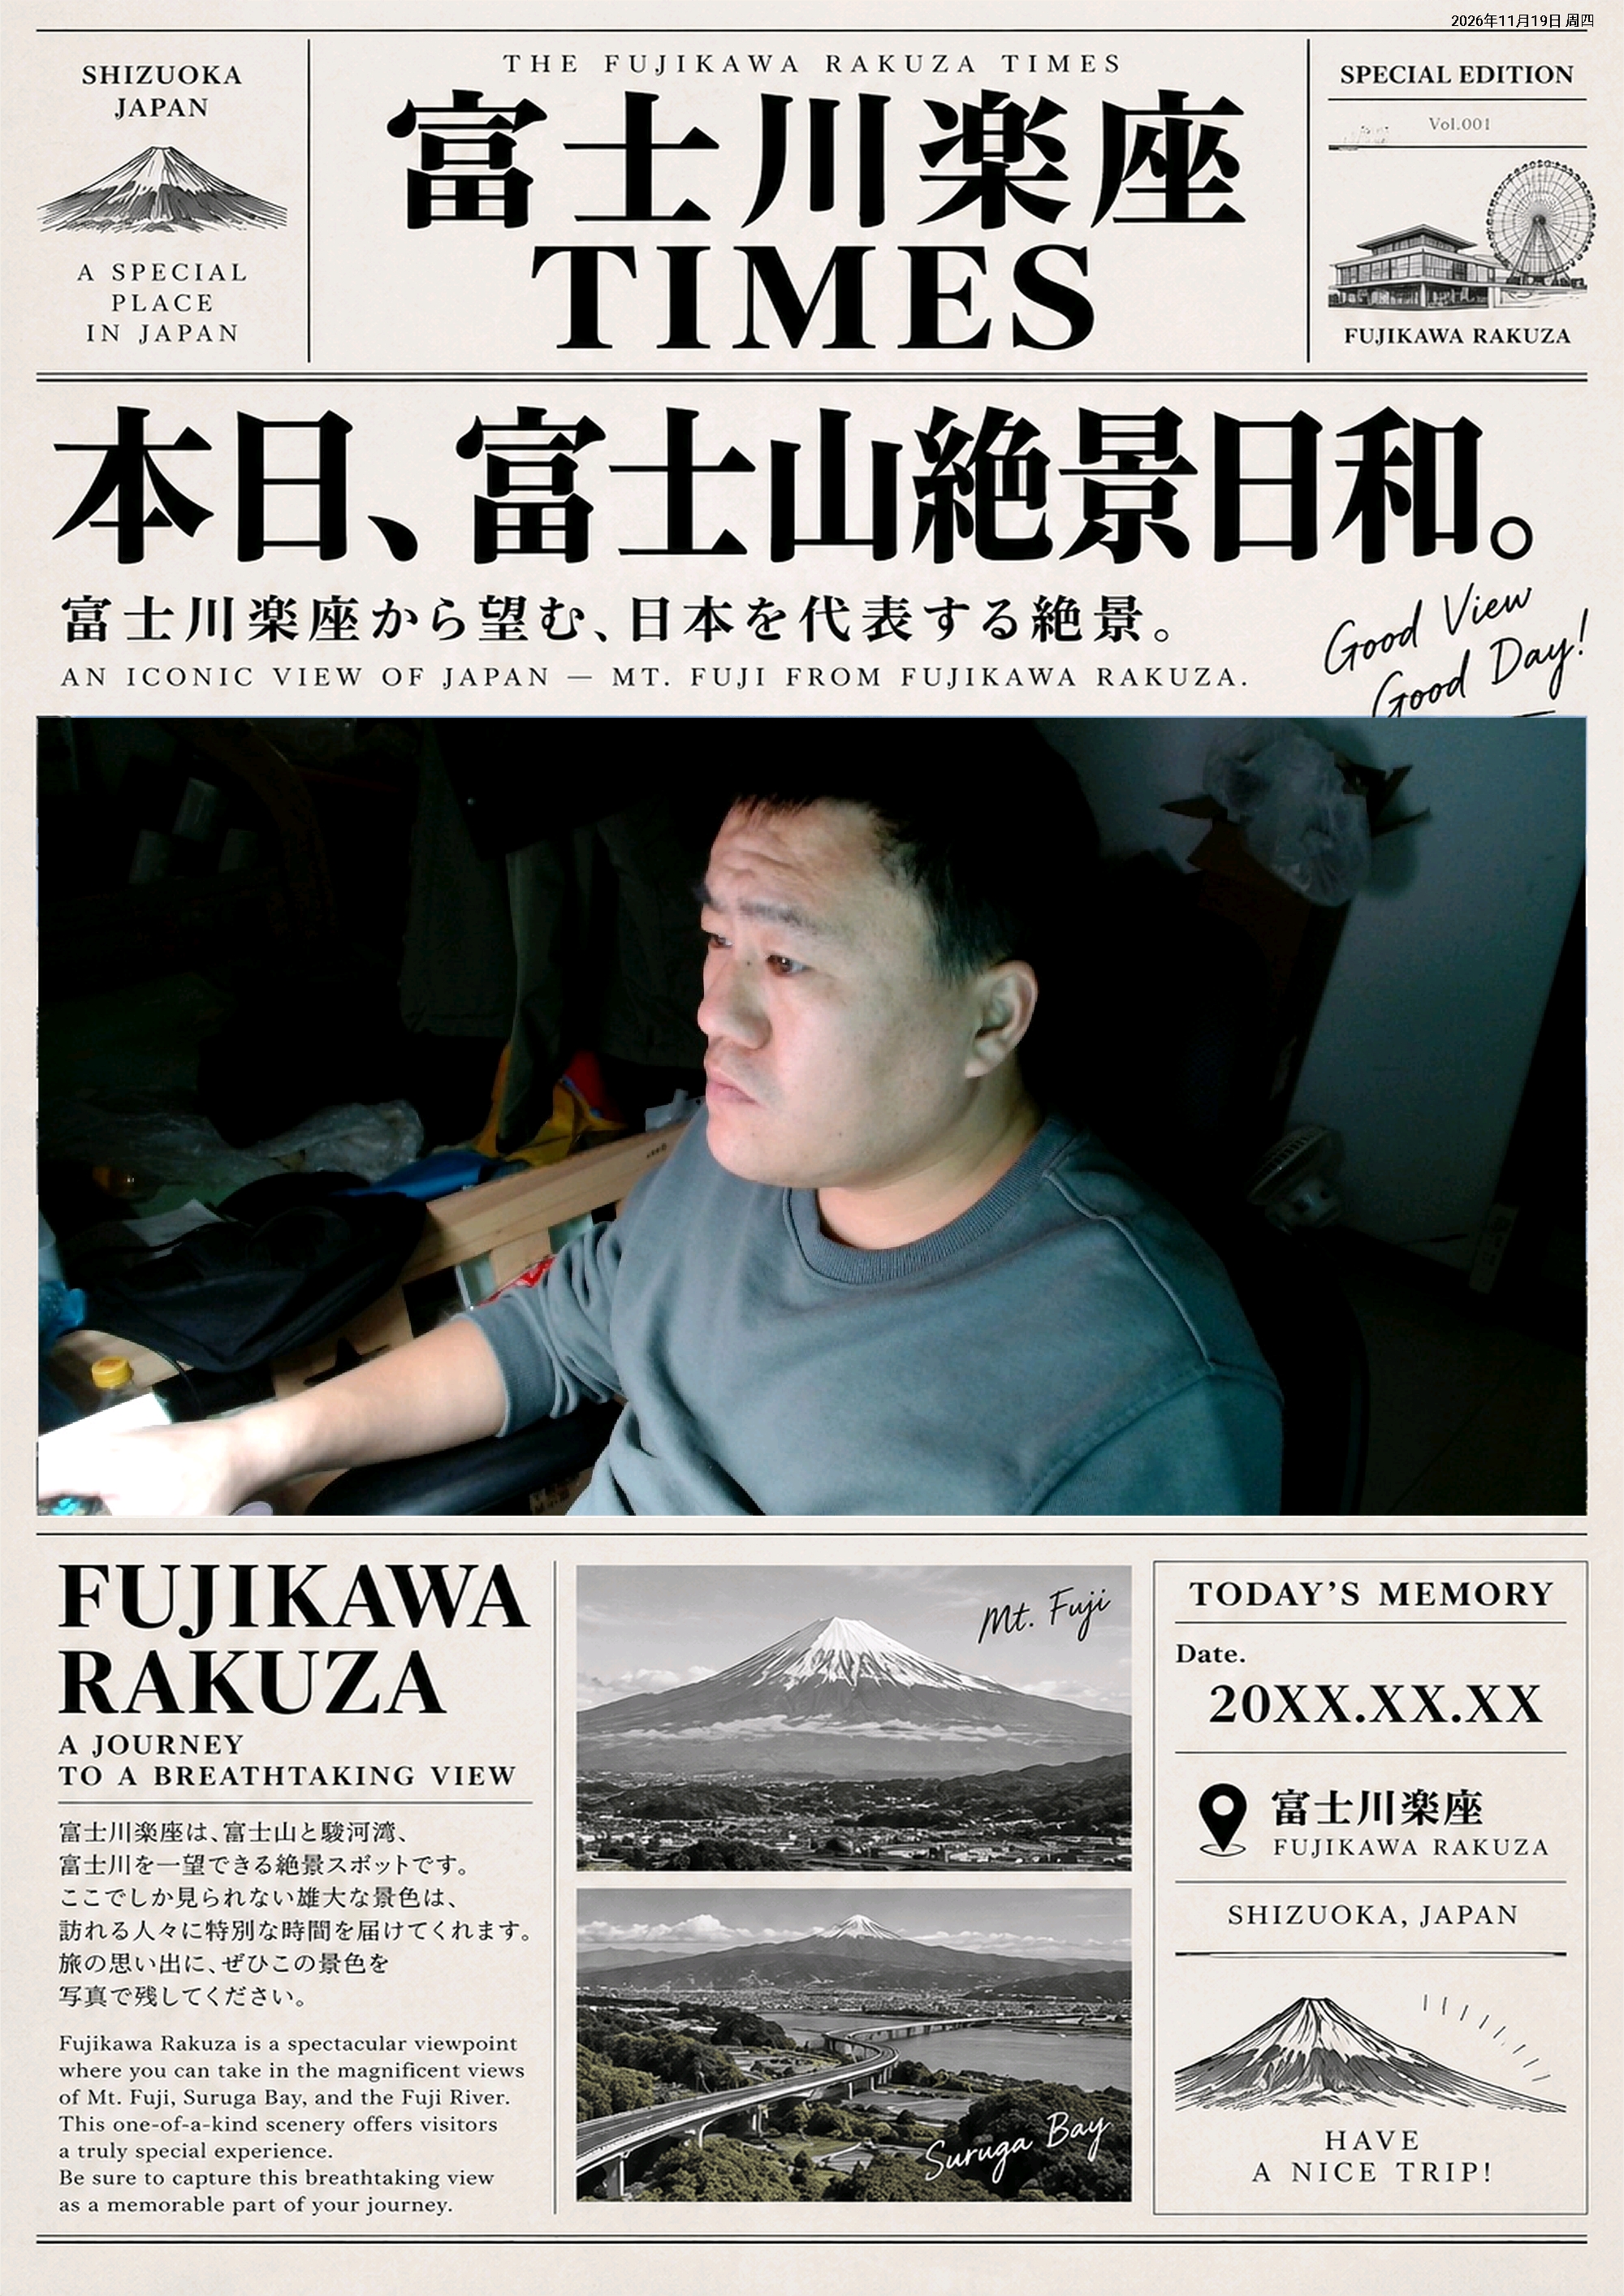 2026年11月19日 周四
SHIZUOKA
JAPAN
A SPECIAL
PLACE
IN JAPAN
THE FUJIKAWA RAKUZA TIMES
富士川楽座
TIMES
SPECIAL EDITION
Vol.001
FUJIKAWA RAKUZA
本日、富士山絶景日和。
富士川楽座から望む、日本を代表する絶景。
AN ICONIC VIEW OF JAPAN — MT. FUJI FROM FUJIKAWA RAKUZA.
Good View
Good Day!
FUJIKAWA
RAKUZA
A JOURNEY
TO A BREATHTAKING VIEW
富士川楽座は、富士山と駿河湾、
富士川を一望できる絶景スポットです。
ここでしか見られない雄大な景色は、
訪れる人々に特別な時間を届けてくれます。
旅の思い出に、ぜひこの景色を
写真で残してください。
Fujikawa Rakuza is a spectacular viewpoint
where you can take in the magnificent views
of Mt. Fuji, Suruga Bay, and the Fuji River.
This one-of-a-kind scenery offers visitors
a truly special experience.
Be sure to capture this breathtaking view
as a memorable part of your journey.
Mt. Fuji
Suruga Bay
TODAY'S MEMORY
Date.
20XX.XX.XX
富士川楽座
FUJIKAWA RAKUZA
SHIZUOKA, JAPAN
HAVE
A NICE TRIP!